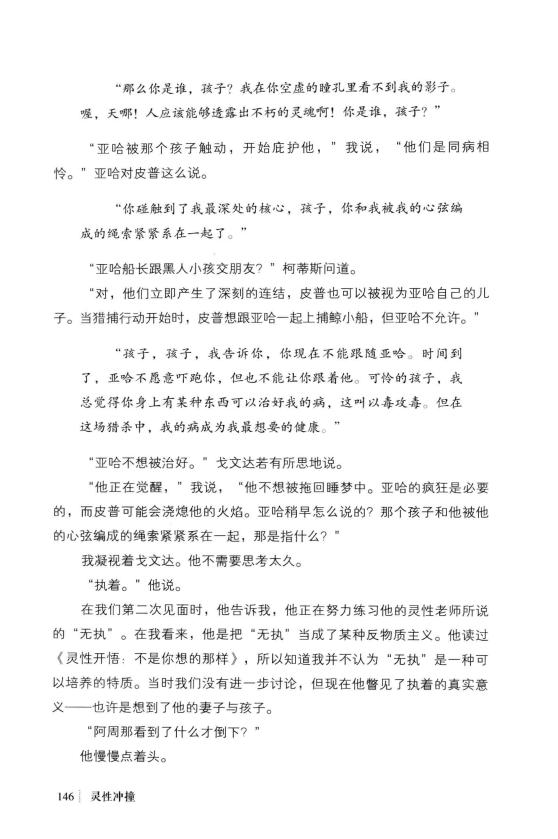 “那么你是谁，孩子？我在你空虚的瞳孔里看不到我的影子。
喔，天哪！人应该能够透露出不朽的灵魂啊！你是谁，孩子？”
“亚哈被那个孩子触动，开始庇护他，”我说，“他们是同病相
怜。”亚哈对皮普这么说。
“你碰触到了我最深处的核心，孩子，你和我被我的心弦编
成的绳索紧紧系在一起了。”
“亚哈船长跟黑人小孩交朋友？”柯蒂斯问道。
“对，他们立即产生了深刻的连结，皮普也可以被视为亚哈自己的儿
子。当猎捕行动开始时，皮普想跟亚哈一起上捕鲸小船，但亚哈不允许。”
“孩子，孩子，我告诉你，你现在不能跟随亚哈。时间到
了，亚哈不愿意吓跑你，但也不能让你跟着他。可怜的孩子，我
总觉得你身上有某种东西可以治好我的病，这叫以毒攻毒。但在
这场猎杀中，我的病成为我最想要的健康。”
“亚哈不想被治好。”戈文达若有所思地说。
“他正在觉醒，”我说，“他不想被拖回睡梦中。亚哈的疯狂是必要
的，而皮普可能会浇熄他的火焰。亚哈稍早怎么说的？那个孩子和他被他
的心弦编成的绳索紧紧系在一起，那是指什么？”
我凝视着戈文达。他不需要思考太久。
“执着。”他说。
在我们第二次见面时，他告诉我，他正在努力练习他的灵性老师所说
的“无执”。在我看来，他是把“无执”当成了某种反物质主义。他读过
《灵性开悟：不是你想的那样》，所以知道我并不认为“无执”是一种可
以培养的特质。当时我们没有进一步讨论，但现在他瞥见了执着的真实意
义——也许是想到了他的妻子与孩子。
“阿周那看到了什么才倒下？”
他慢慢点着头。
146 灵性冲撞